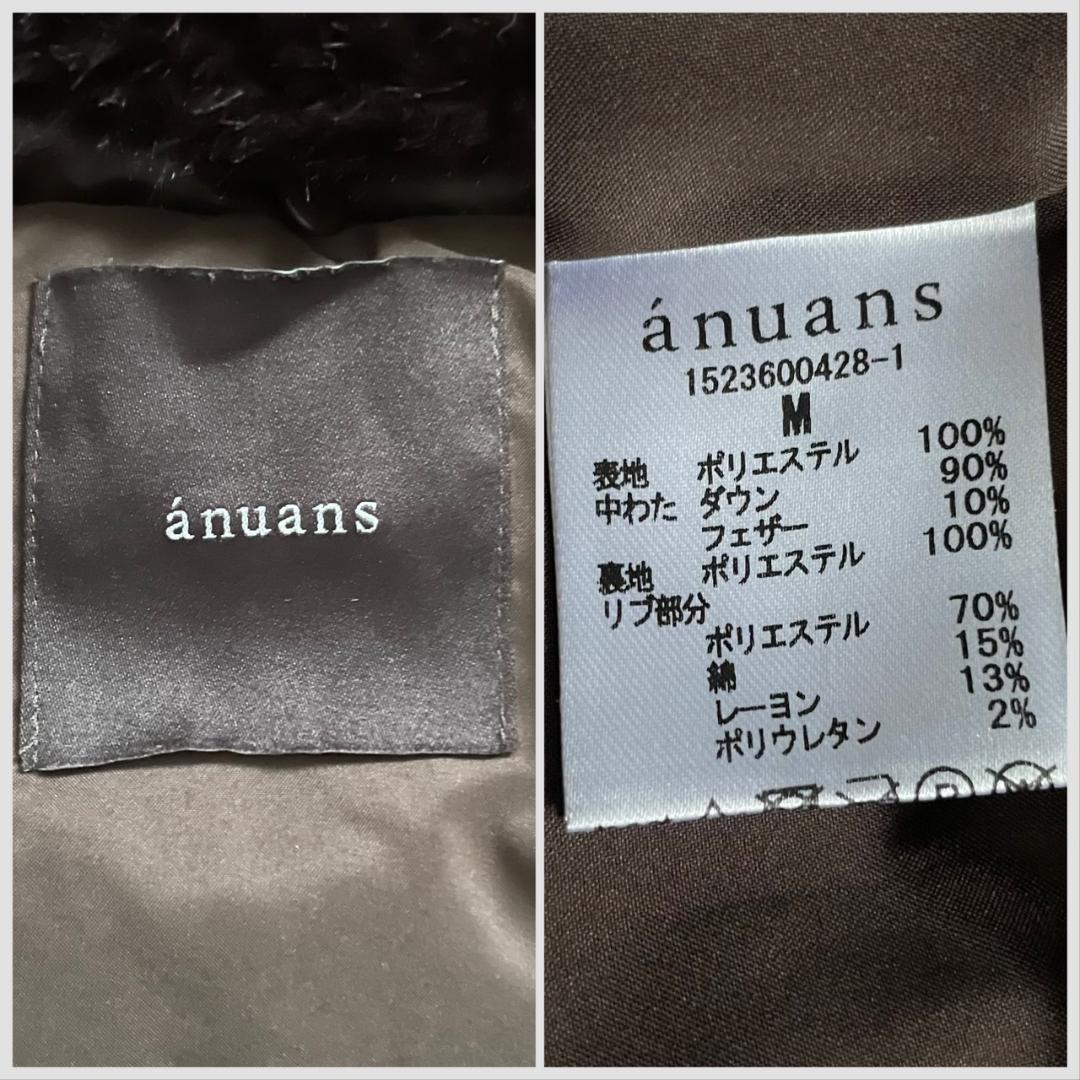 ánuans
ánuans
1523600428-1
M
表地 ポリエステル 100%
中わた ダウン 90%
フェザー 10%
裏地 ポリエステル 100%
リブ部分
ポリエステル 70%
綿 15%
レーヨン 13%
ポリウレタン 2%